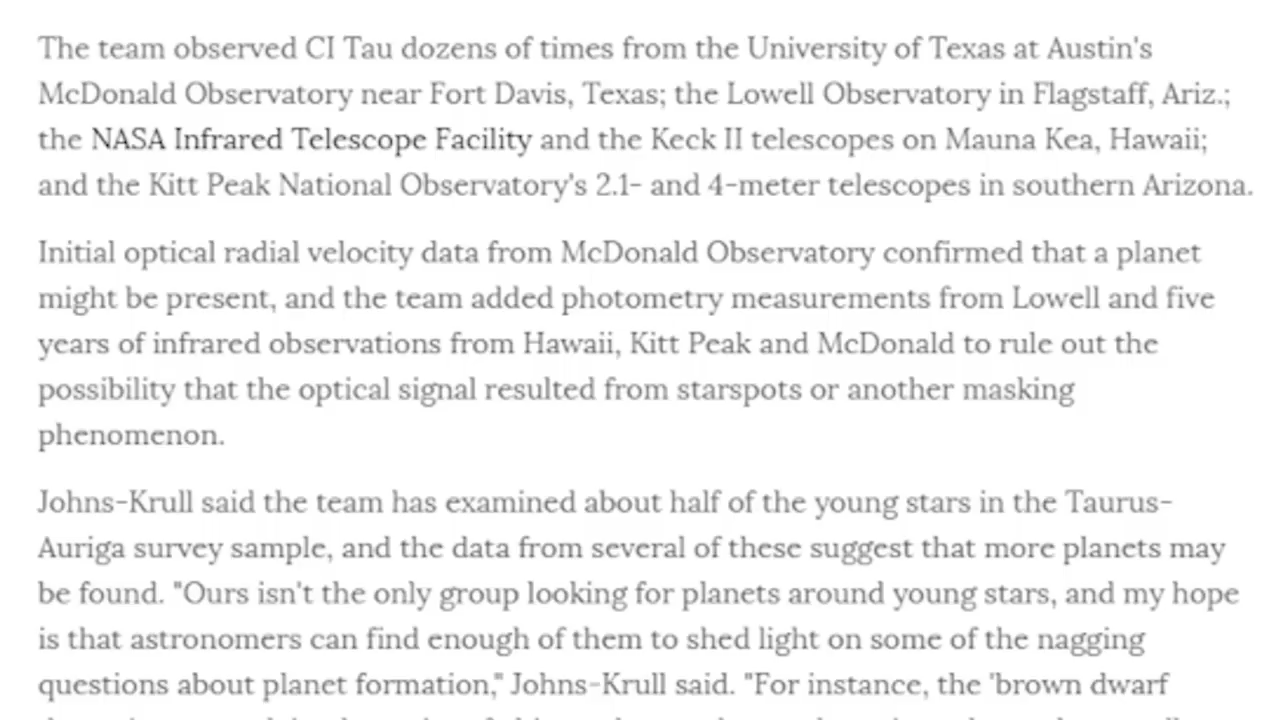 The team observed CI Tau dozens of times from the University of Texas at Austin's
McDonald Observatory near Fort Davis, Texas; the Lowell Observatory in Flagstaff, Ariz.;
the NASA Infrared Telescope Facility and the Keck II telescopes on Mauna Kea, Hawaii;
and the Kitt Peak National Observatory's 2.1- and 4-meter telescopes in southern Arizona.
Initial optical radial velocity data from McDonald Observatory confirmed that a planet
might be present, and the team added photometry measurements from Lowell and five
years of infrared observations from Hawaii, Kitt Peak and McDonald to rule out the
possibility that the optical signal resulted from starspots or another masking
phenomenon.
Johns-Krull said the team has examined about half of the young stars in the Taurus-
Auriga survey sample, and the data from several of these suggest that more planets may
be found. "Ours isn't the only group looking for planets around young stars, and my hope
is that astronomers can find enough of them to shed light on some of the nagging
questions about planet formation," Johns-Krull said. "For instance, the 'brown dwarf